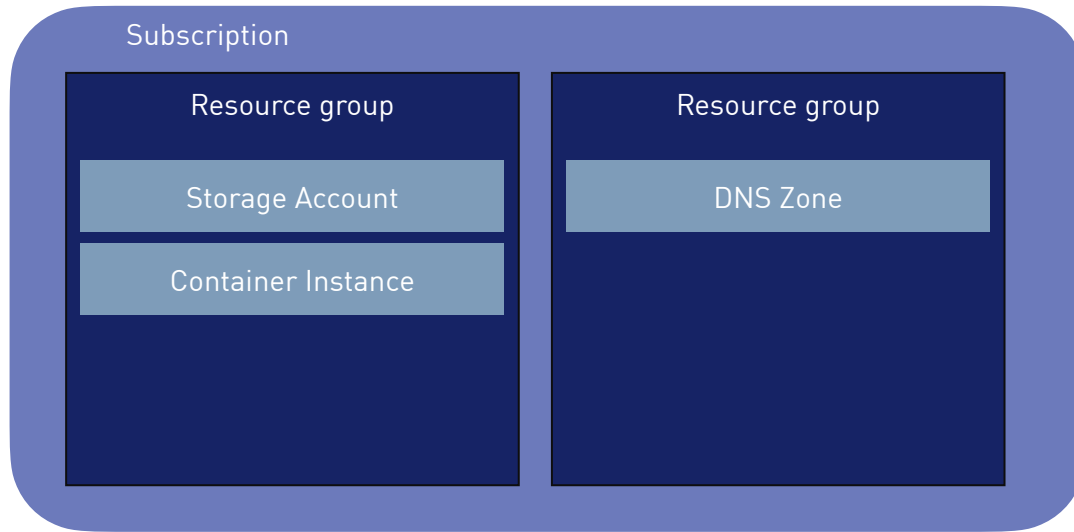 Subscription
Resource group
Storage Account
Container Instance
Resource group
DNS Zone